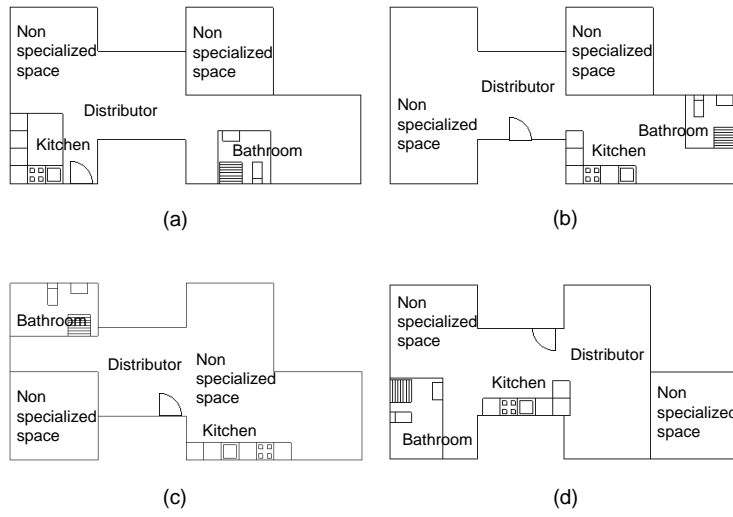 Non
specialized
space
Non
specialized
space
Distributor
Kitchen
Bathroom
(a)
Non
specialized
space
Distributor
Non
specialized
space
Bathroom
Kitchen
(b)
Bathroom
Distributor
Non
specialized
space
Non
specialized
space
Kitchen
(c)
Non
specialized
space
Distributor
Kitchen
Non
specialized
space
Bathroom
(d)